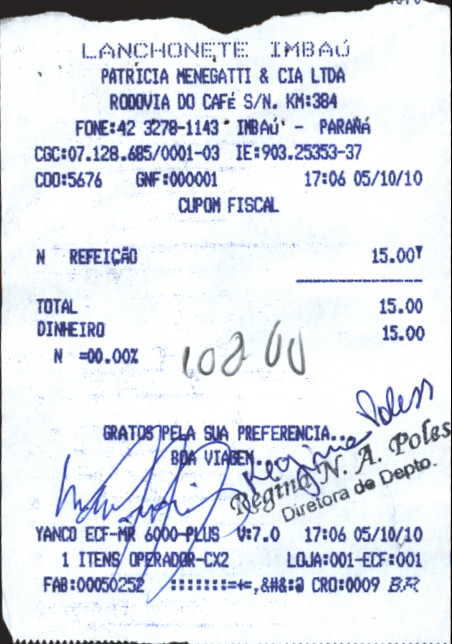 LANCHONETE IMBAÚ
PATRICIA MENEGATTI & CIA LTDA
RODOVIA DO CAFÉ S/N. KM:384
FONE:42 3278-1143 IMBAÚ - PARANÁ
CGC:07.128.685/0001-03 IE:903.25353-37
COO:5676 GNF:000001 17:06 05/10/10
CUPOM FISCAL
N REFEIÇÃO 15.00T
TOTAL 15.00
DINHEIRO 15.00
N =00.00%
GRATOS PELA SUA PREFERENCIA...
BOA VIAGEM..
Regine Poless
Regina N. A. Poles
Diretora de Depto.
YANCO ECF-MR 6000-PLUS V:7.0 17:06 05/10/10
1 ITENS OPERADOR-CX2 LOJA:001-ECF:001
FAB:00050252 :::::::=+=,&#&:@ CRO:0009 BR